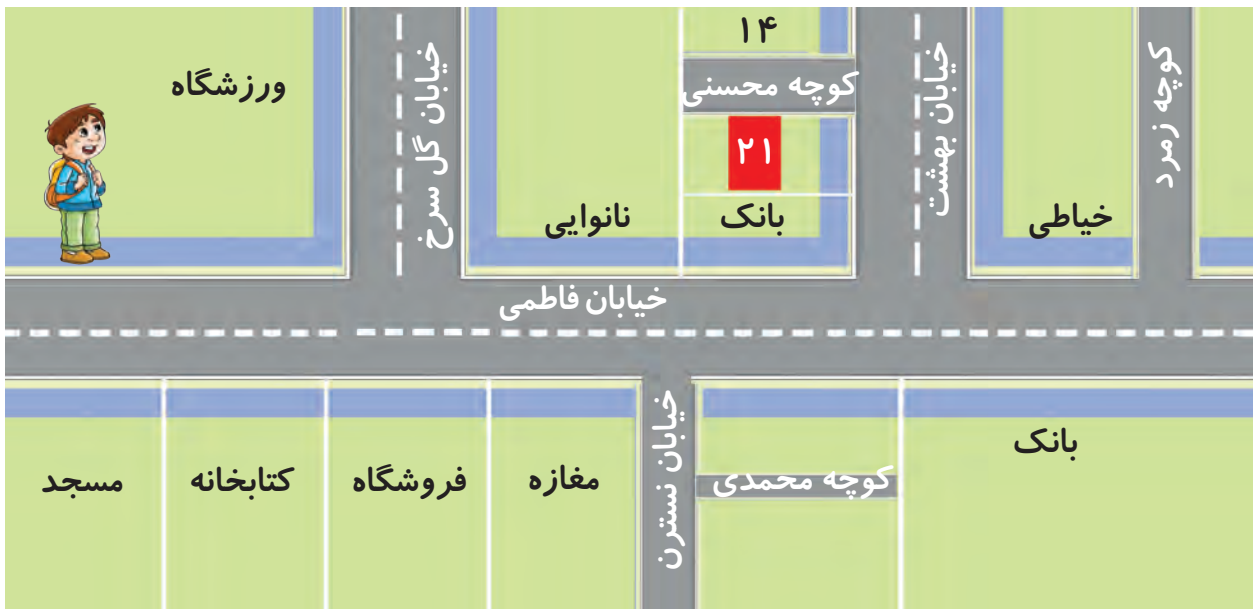 ۱۴
کوچه محسنی
۲۱
بانک
ورزشگاه
خیابان گل سرخ
نانوایی
خیابان بهشت
خیاطی
کوچه زمرد
خیابان فاطمی
بانک
کوچه محمدی
خیابان نسترن
مغازه
فروشگاه
کتابخانه
مسجد